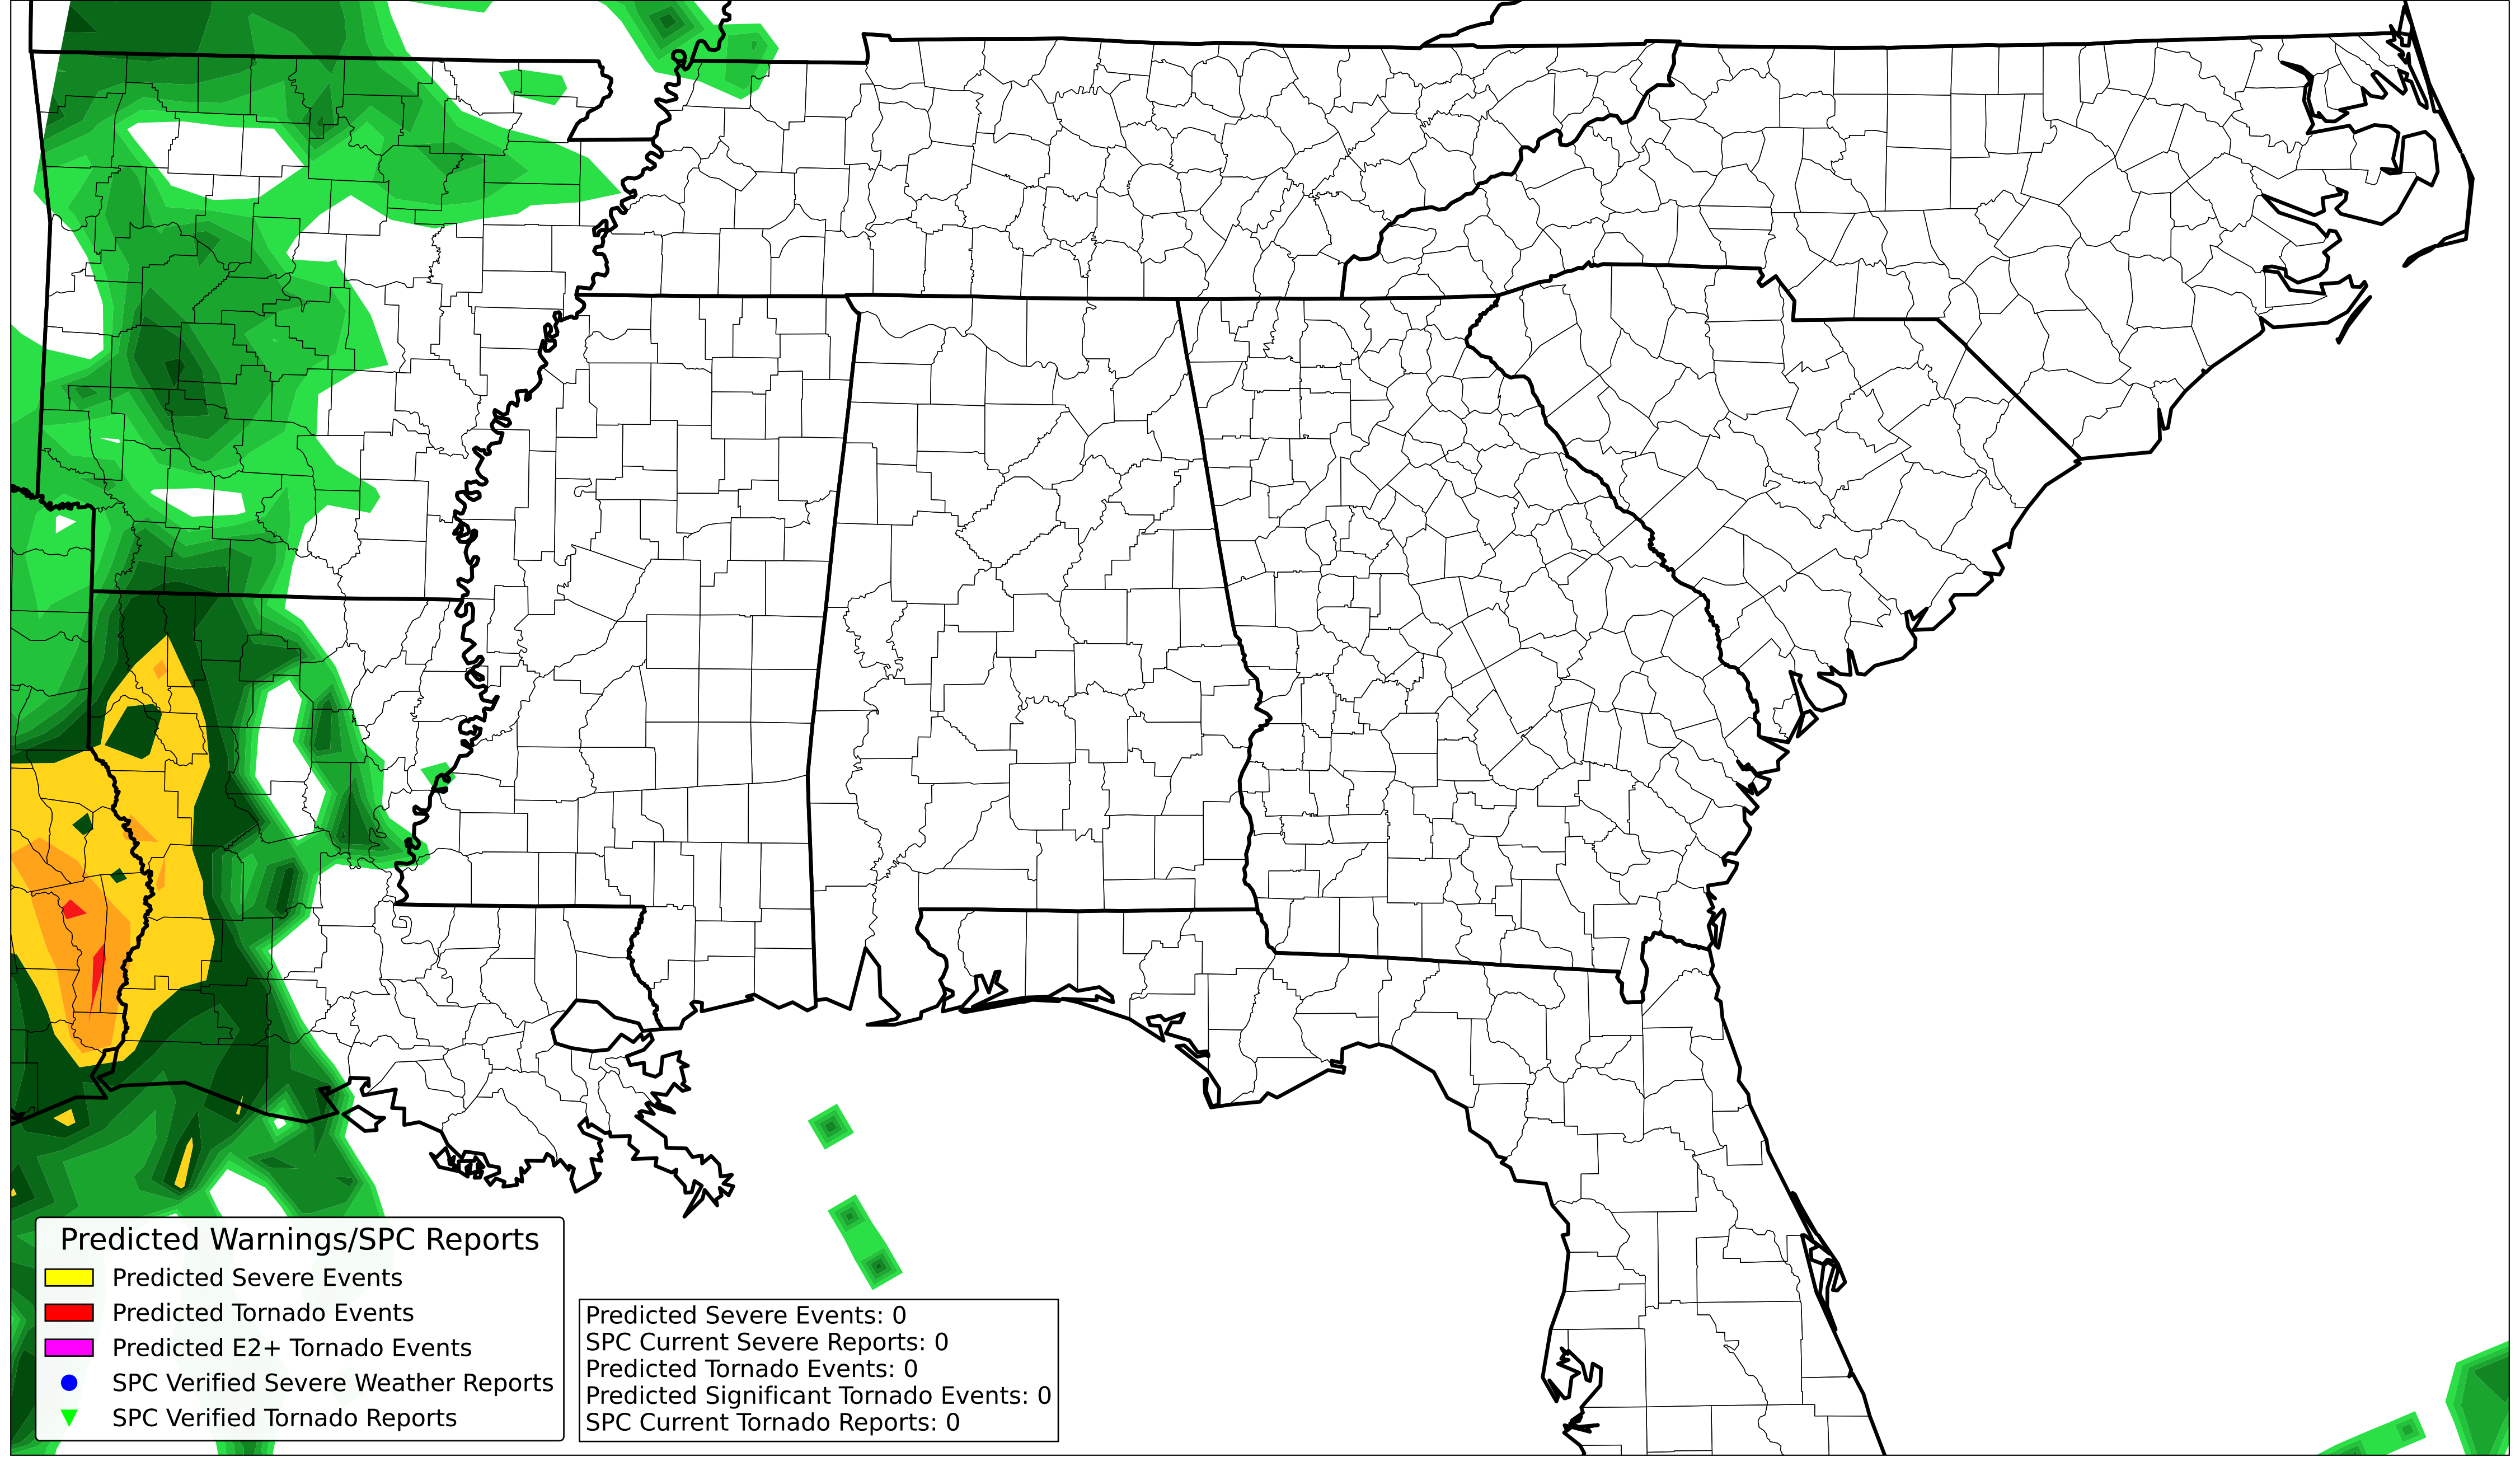 Predicted Warnings/SPC Reports
Predicted Severe Events
Predicted Tornado Events
Predicted E2+ Tornado Events
SPC Verified Severe Weather Reports
SPC Verified Tornado Reports
Predicted Severe Events: 0
SPC Current Severe Reports: 0
Predicted Tornado Events: 0
Predicted Significant Tornado Events: 0
SPC Current Tornado Reports: 0